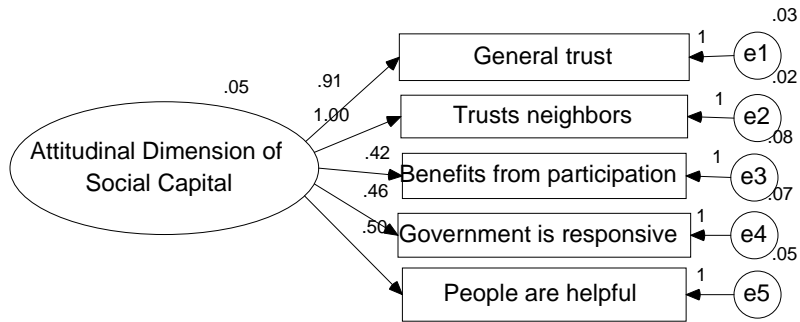 .03
1
General trust
e1
.91
.05
.02
1
1.00
Trusts neighbors
e2
.08
Attitudinal Dimension of
Social Capital
.42
1
Benefits from participation
e3
.46
.07
1
.50
Government is responsive
e4
.05
1
People are helpful
e5